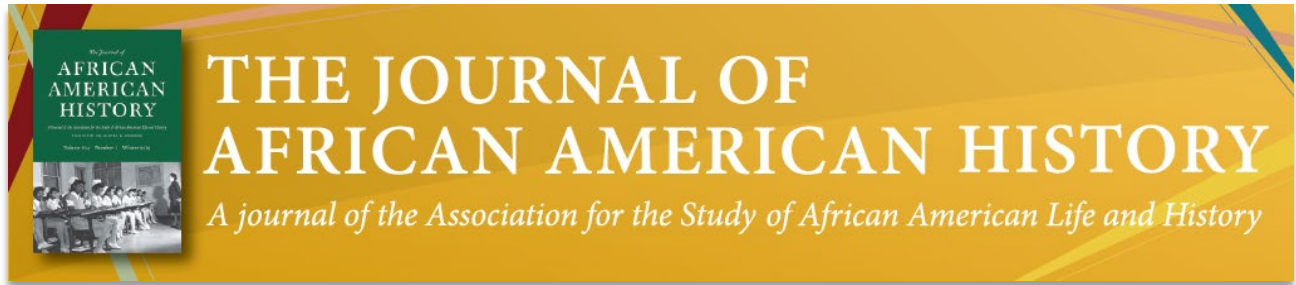 The Journal of
AFRICAN
AMERICAN
HISTORY
THE JOURNAL OF
AFRICAN AMERICAN HISTORY
A journal of the Association for the Study of African American Life and History